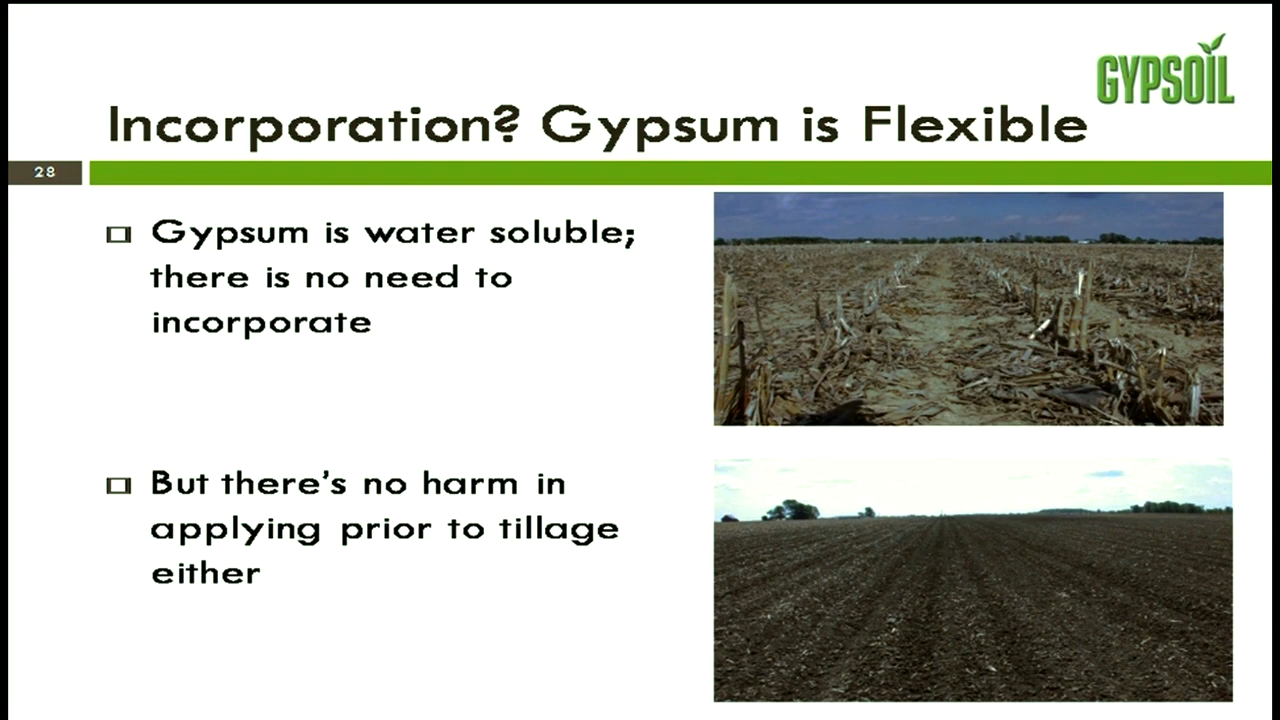 GYPSOIL
Incorporation? Gypsum is Flexible
28
Gypsum is water soluble;
there is no need to
incorporate
But there's no harm in
applying prior to tillage
either